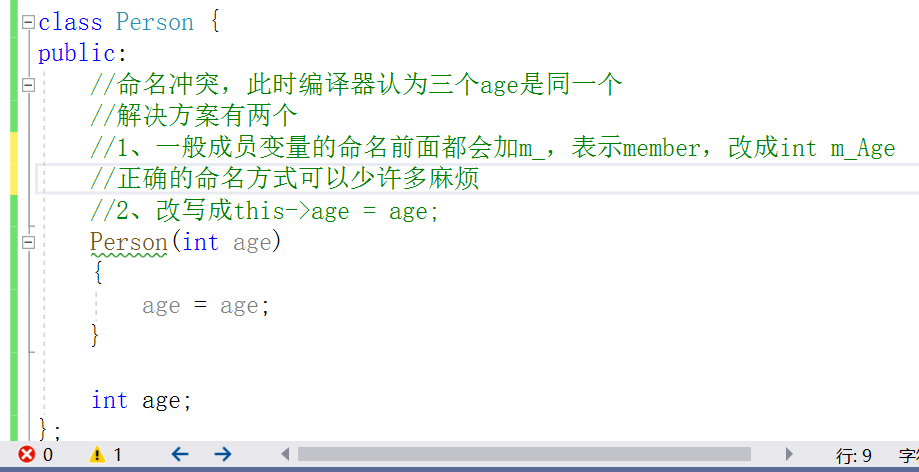 class Person {
public:
//命名冲突，此时编译器认为三个age是同一个
//解决方案有两个
//1、一般成员变量的命名前面都会加m_，表示member，改成int m_Age
//正确的命名方式可以少许多麻烦
//2、改写成this->age = age;
Person(int age)
{
age = age;
}
int age;
};
0 1 行: 9